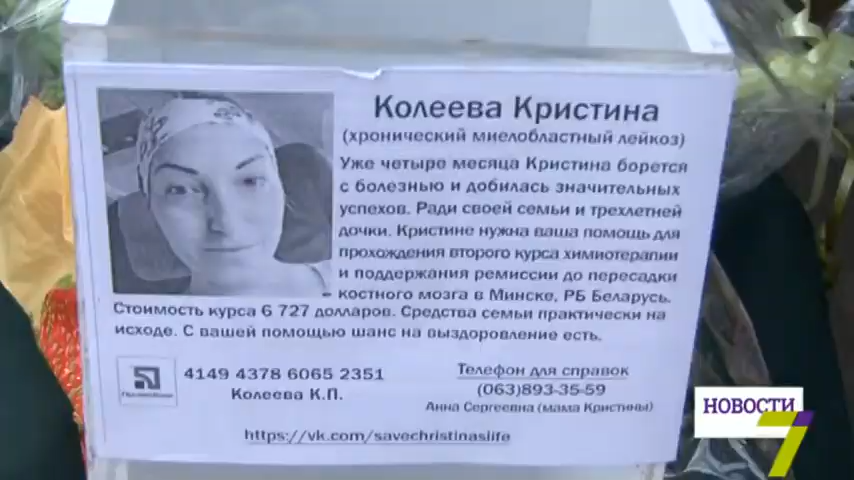 Колеева Кристина
(хронический миелобластный лейкоз)
Уже четыре месяца Кристина борется
с болезнью и добилась значительных
успехов. Ради своей семьи и трехлетней
дочки. Кристине нужна ваша помощь для
прохождения второго курса химиотерапии
и поддержания ремиссии до пересадки
костного мозга в Минске, РБ Беларусь.
Стоимость курса 6 727 долларов. Средства семьи практически на
исходе. С вашей помощью шанс на выздоровление есть.
ПриватБанк
4149 4378 6065 2351
Колеева К.П.
Телефон для справок
(063)893-35-59
Анна Сергеевна (мама Кристины)
https://vk.com/savechristinaslife
НОВОСТИ
7